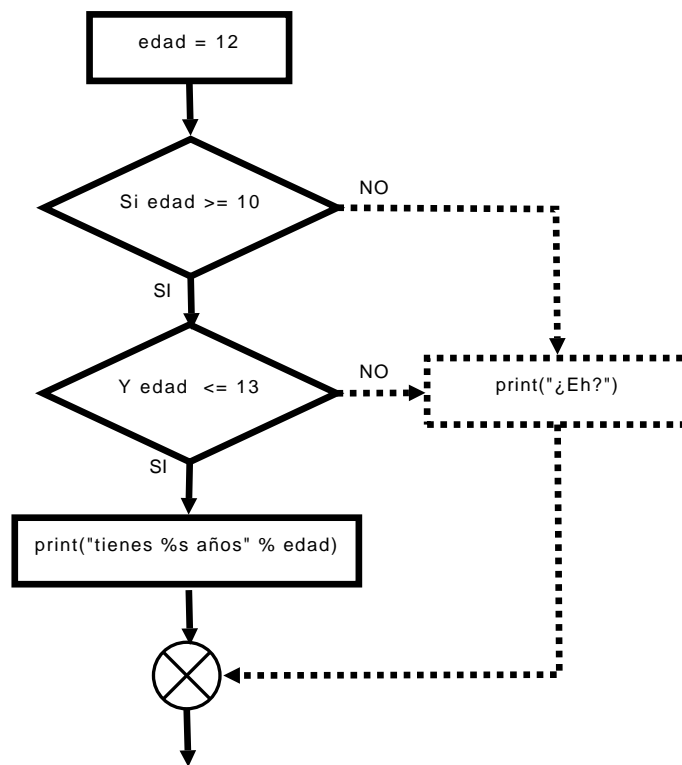 edad = 12
Si edad >= 10
NO
SI
Y edad <= 13
NO
print("¿Eh?")
SI
print("tienes %s años" % edad)